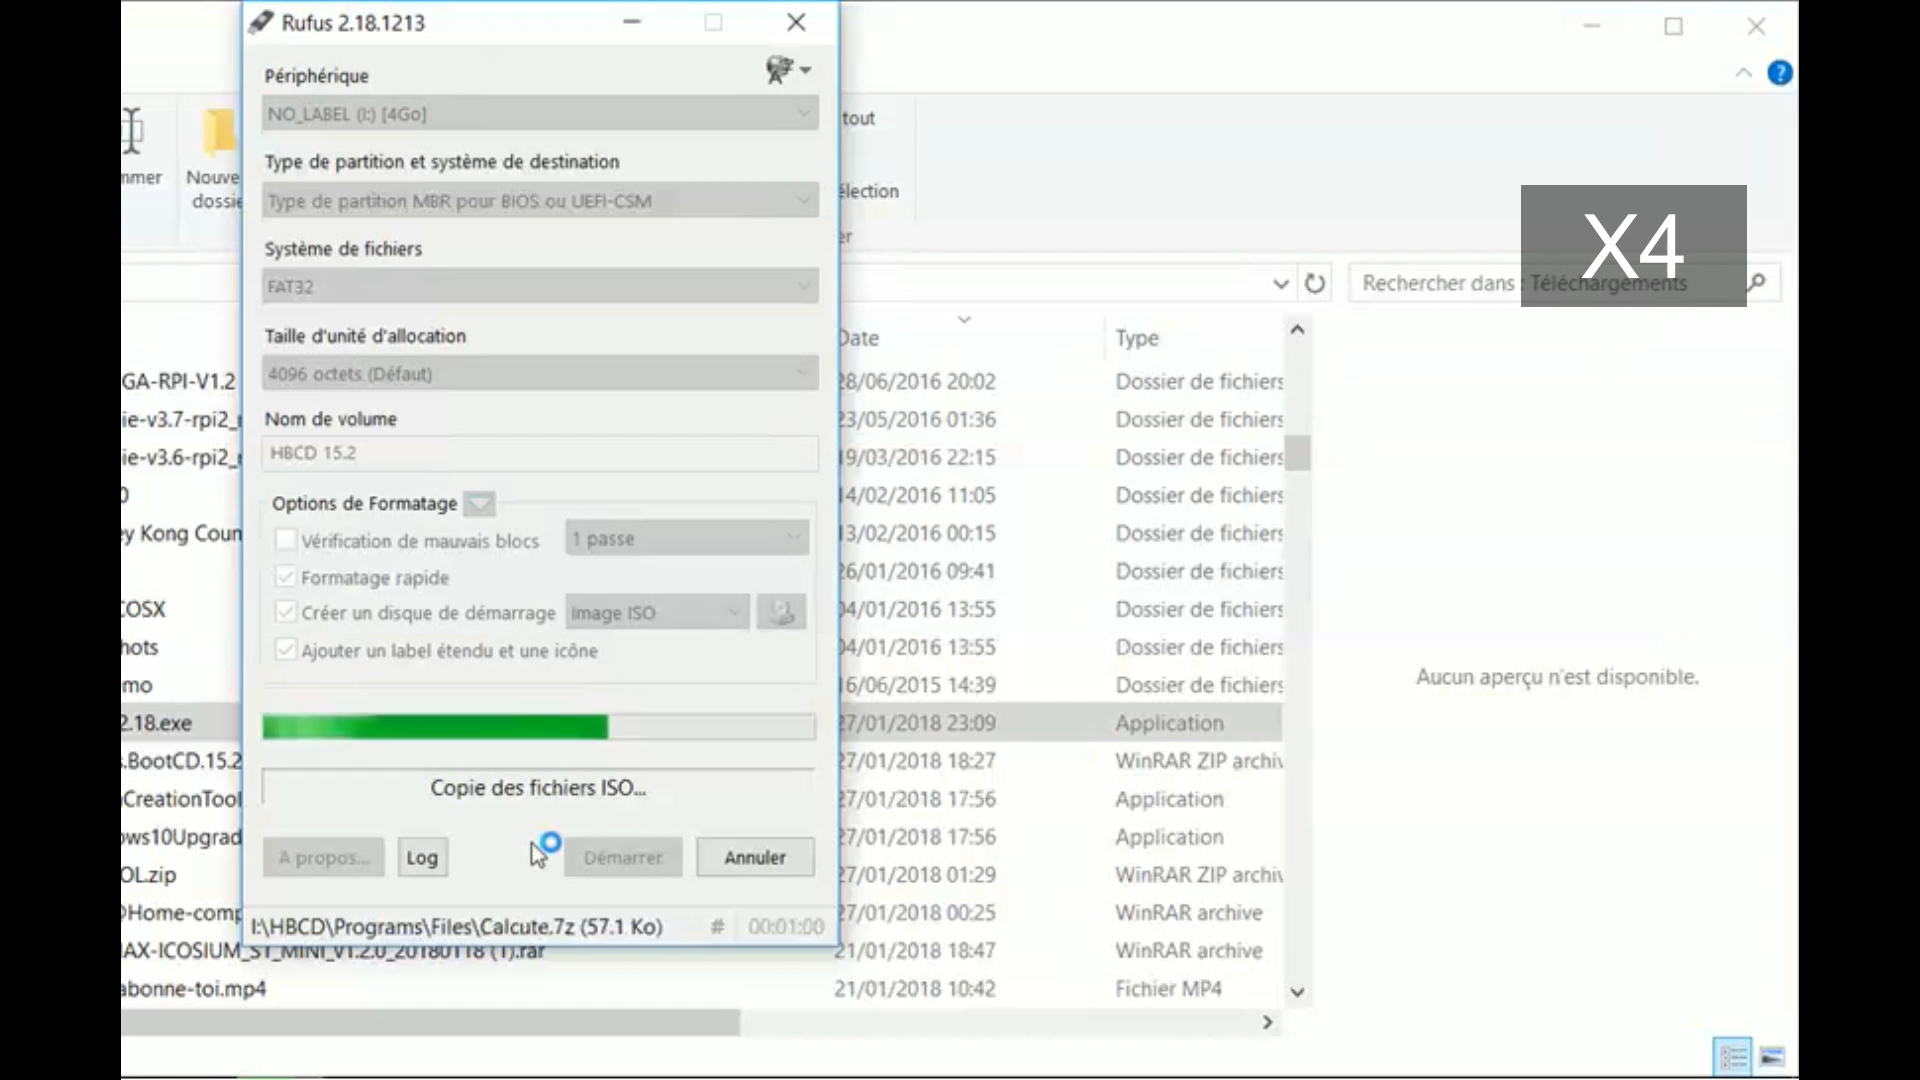 Rufus 2.18.1213
Périphérique
NO_LABEL (I:) [4Go]
Type de partition et système de destination
Type de partition MBR pour BIOS ou UEFI-CSM
Système de fichiers
FAT32
Taille d'unité d'allocation
4096 octets (Défaut)
Nom de volume
HBCD 15.2
Options de Formatage
Vérification de mauvais blocs
1 passe
Formatage rapide
Créer un disque de démarrage
Image ISO
Ajouter un label étendu et une icône
Copie des fichiers ISO...
A propos...
Log
Démarrer
Annuler
I:\HBCD\Programs\Files\Calcute.7z (57.1 Ko)
#
00:01:00
mmer
Nouve
dossie
tout
élection
er
?
X4
Rechercher dans : Téléchargements
Date
Type
GA-RPI-V1.2
28/06/2016 20:02
Dossier de fichiers
ie-v3.7-rpi2_
23/05/2016 01:36
Dossier de fichiers
ie-v3.6-rpi2_
19/03/2016 22:15
Dossier de fichiers
0
14/02/2016 11:05
Dossier de fichiers
ey Kong Coun
13/02/2016 00:15
Dossier de fichiers
26/01/2016 09:41
Dossier de fichiers
COSX
04/01/2016 13:55
Dossier de fichiers
hots
04/01/2016 13:55
Dossier de fichiers
mo
16/06/2015 14:39
Dossier de fichiers
2.18.exe
27/01/2018 23:09
Application
s.BootCD.15.2
27/01/2018 18:27
WinRAR ZIP archiv
CreationTool
27/01/2018 17:56
Application
ows10Upgrad
27/01/2018 17:56
Application
OL.zip
27/01/2018 01:29
WinRAR ZIP archiv
Home-comp
27/01/2018 00:25
WinRAR archive
AX-ICOSIUM_ST_MINI_V1.2.0_20180118 (1).rar
21/01/2018 18:47
WinRAR archive
abonne-toi.mp4
21/01/2018 10:42
Fichier MP4
Aucun aperçu n'est disponible.